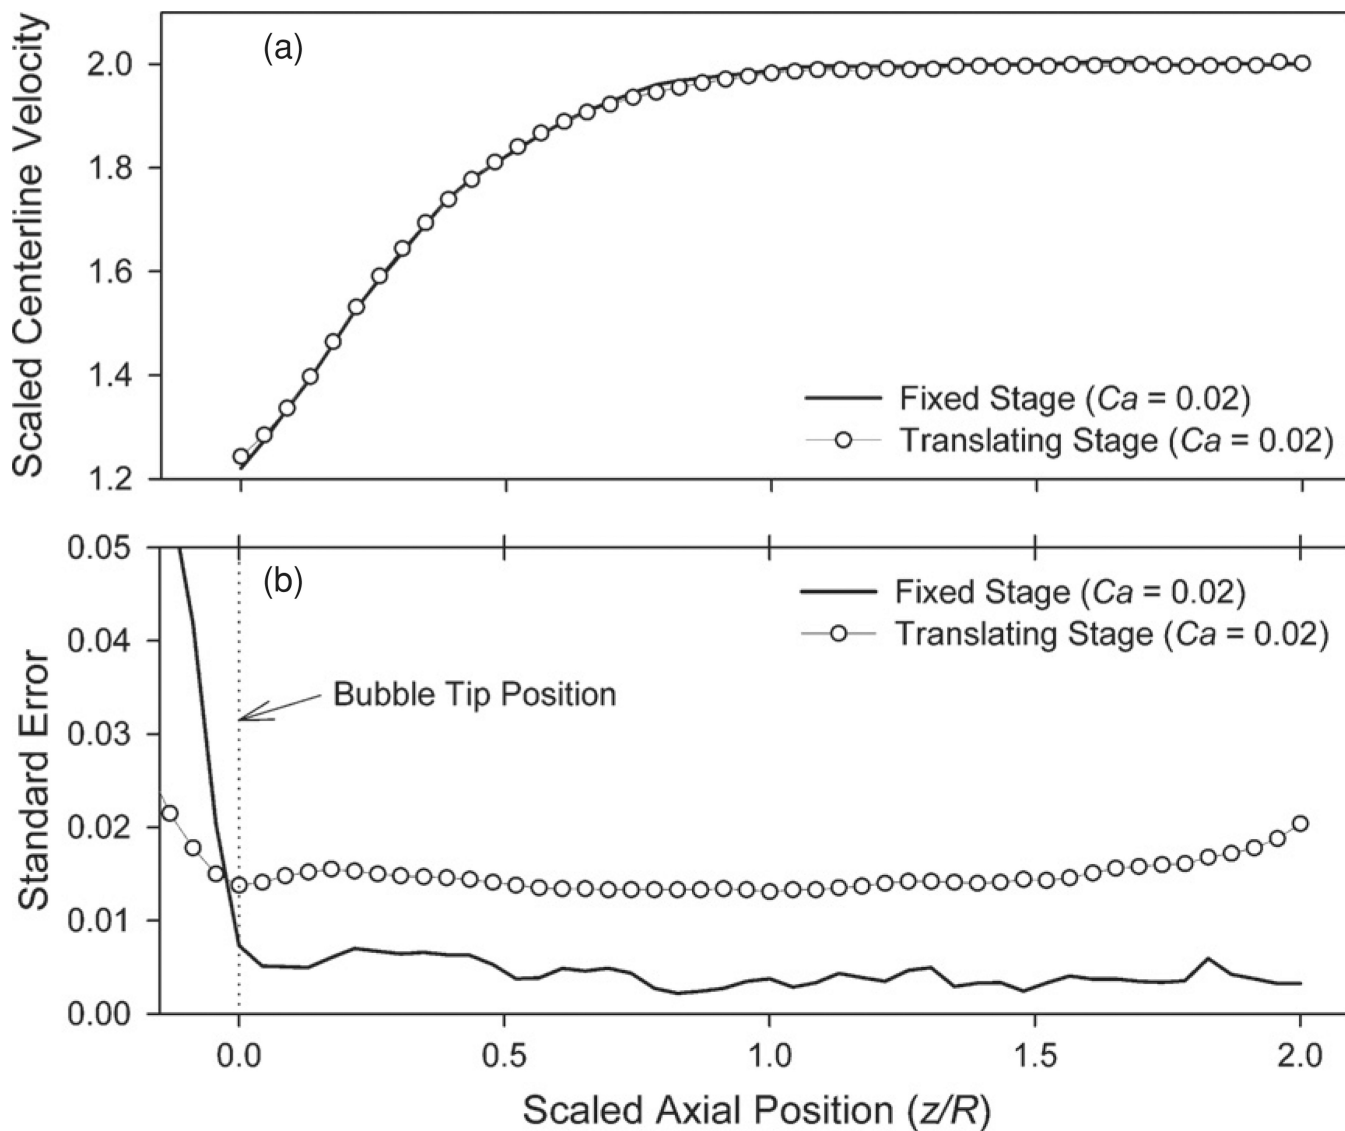 (a)
Scaled Centerline Velocity
2.0
1.8
1.6
1.4
1.2
Fixed Stage (Ca = 0.02)
Translating Stage (Ca = 0.02)
(b)
Standard Error
0.05
0.04
0.03
0.02
0.01
0.00
Fixed Stage (Ca = 0.02)
Translating Stage (Ca = 0.02)
Bubble Tip Position
0.0 0.5 1.0 1.5 2.0
Scaled Axial Position (z/R)